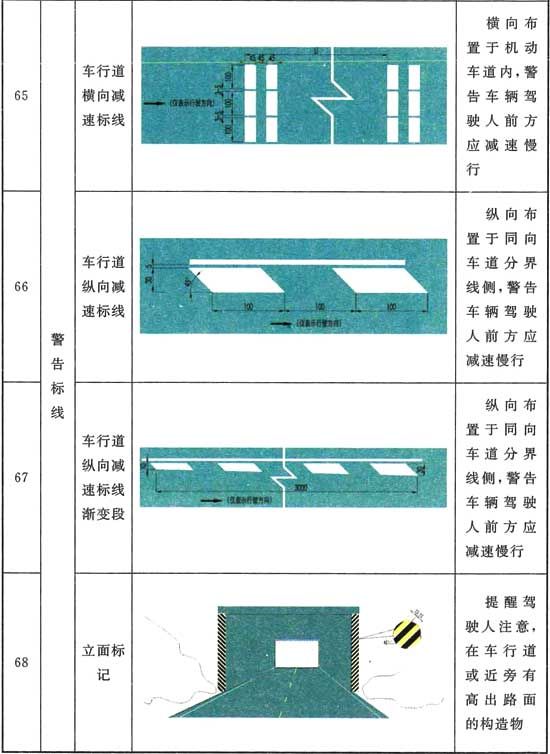 65
车行道
横向减
速标线
45 45 45
100
100
(仅表示行驶方向)
横向布
置于机动
车道内,警
告车辆驾
驶人前方
应减速慢
行
66
车行道
纵向减
速标线
30 5
45°
100
100
100
(仅表示行驶方向)
纵向布
置于同向
车道分界
线侧,警告
车辆驾驶
人前方应
减速慢行
警
告
标
线
67
车行道
纵向减
速标线
渐变段
3000
(仅表示行驶方向)
纵向布
置于同向
车道分界
线侧,警告
车辆驾驶
人前方应
减速慢行
68
立面标
记
提醒驾
驶人注意,
在车行道
或近旁有
高出路面
的构造物